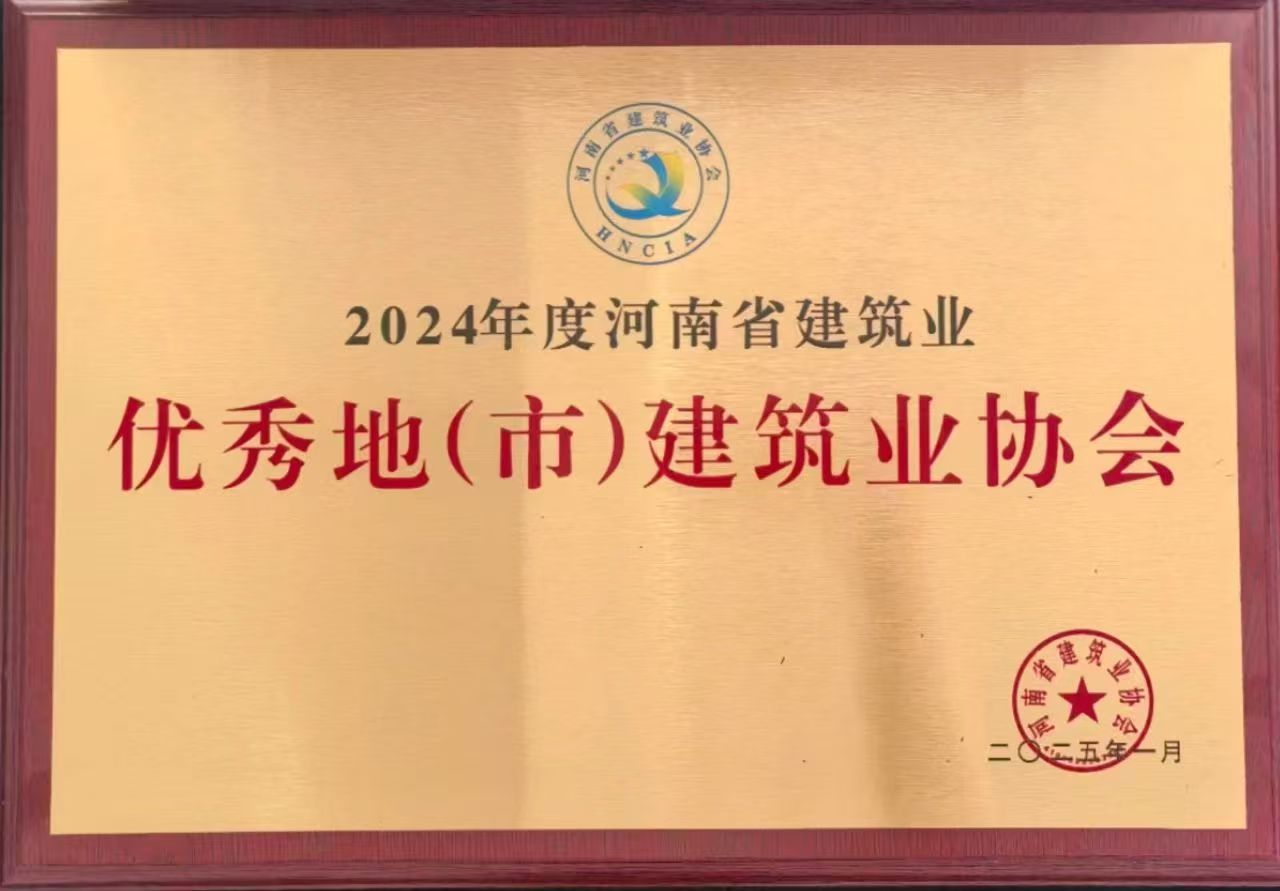 河南省建筑业协会
HNCIA
2024年度河南省建筑业
优秀地(市)建筑业协会
河南省建筑业协会
二〇二五年一月